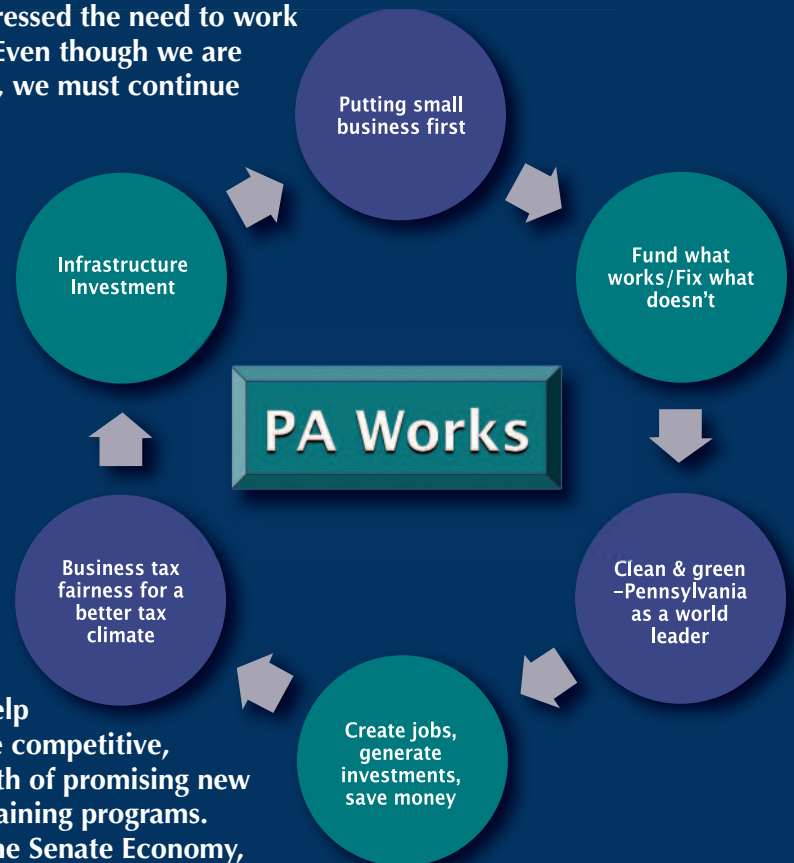 ressed the need to work
Even though we are
, we must continue
Putting small
business first
Infrastructure
Investment
Fund what
works/Fix what
doesn't
PA Works
Business tax
fairness for a
better tax
climate
Clean & green
–Pennsylvania
as a world
leader
Create jobs,
generate
investments,
save money
elp
e competitive,
th of promising new
aining programs.
he Senate Economy,